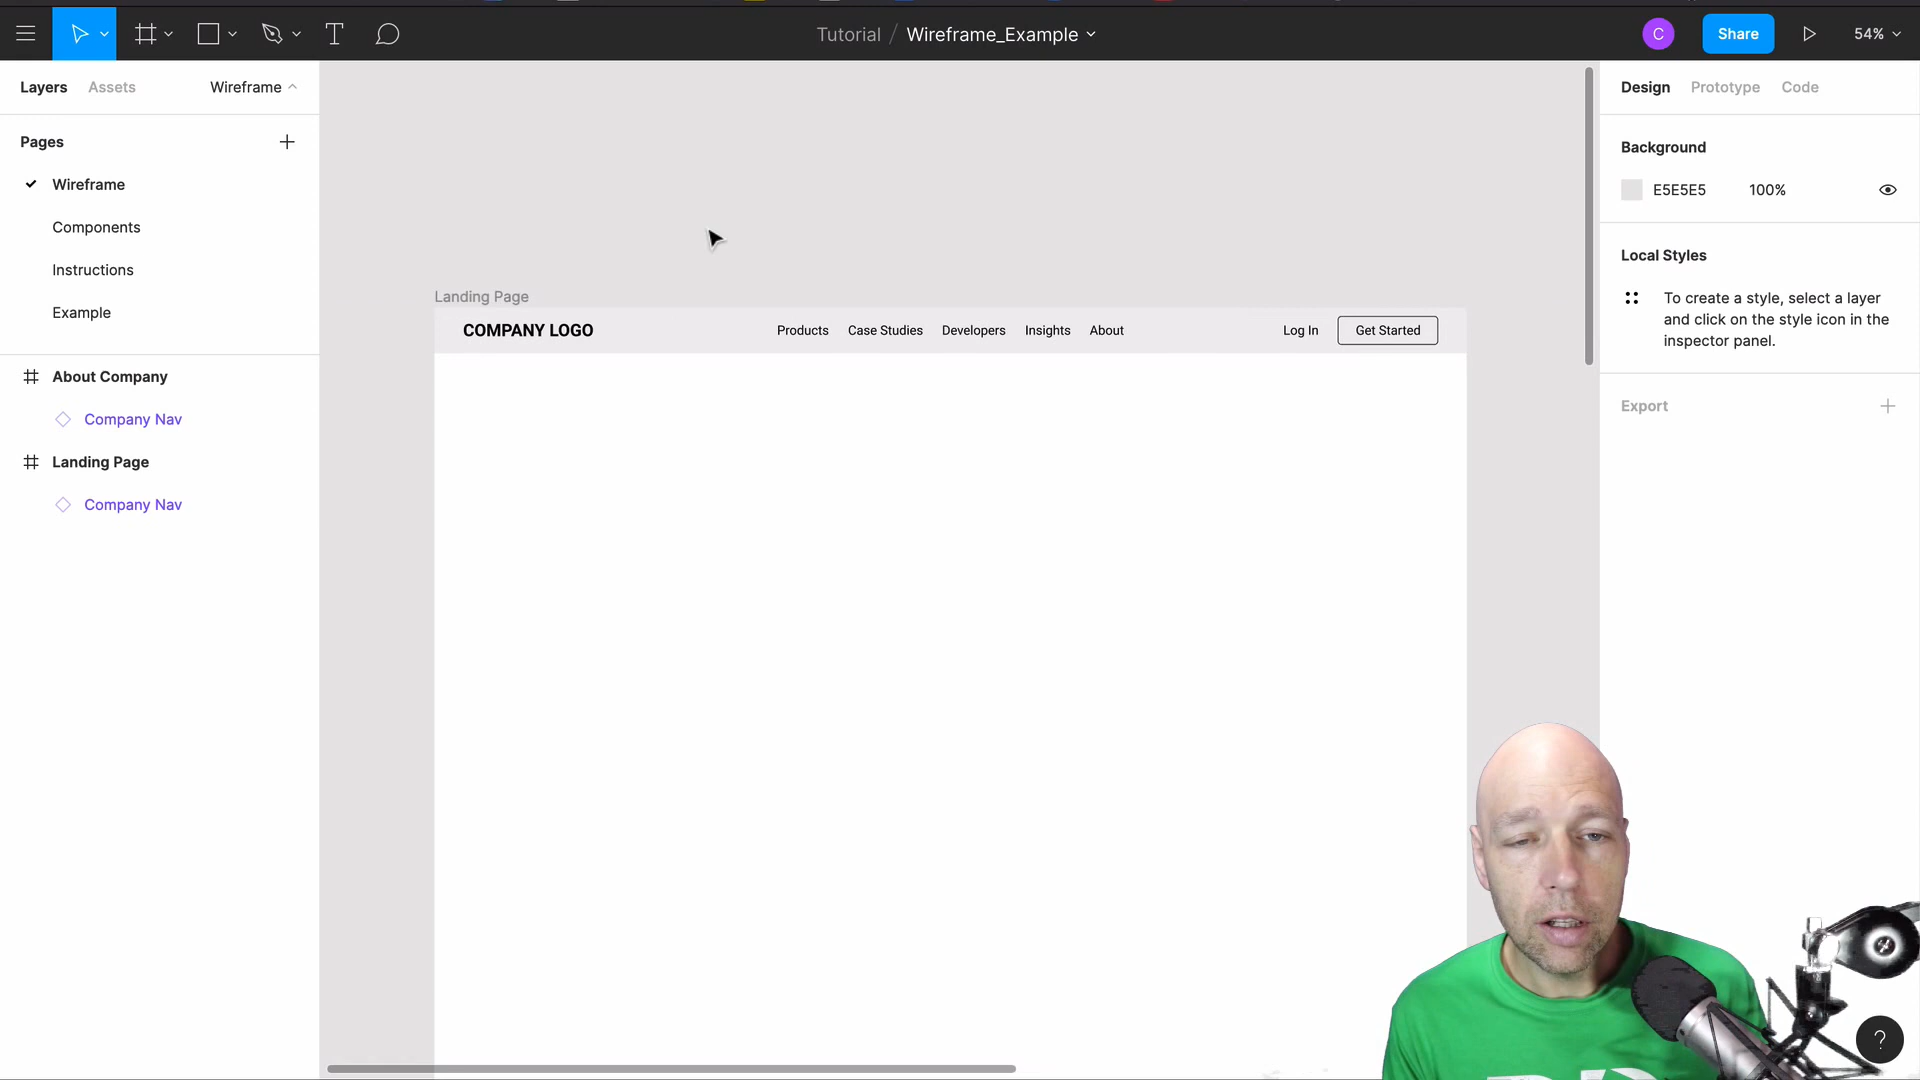 Tutorial / Wireframe_Example
C
Share
54%
Layers
Assets
Wireframe
Pages
Wireframe
Components
Instructions
Example
About Company
Company Nav
Landing Page
Company Nav
Landing Page
COMPANY LOGO
Products
Case Studies
Developers
Insights
About
Log In
Get Started
Design
Prototype
Code
Background
E5E5E5
100%
Local Styles
To create a style, select a layer
and click on the style icon in the
inspector panel.
Export
?